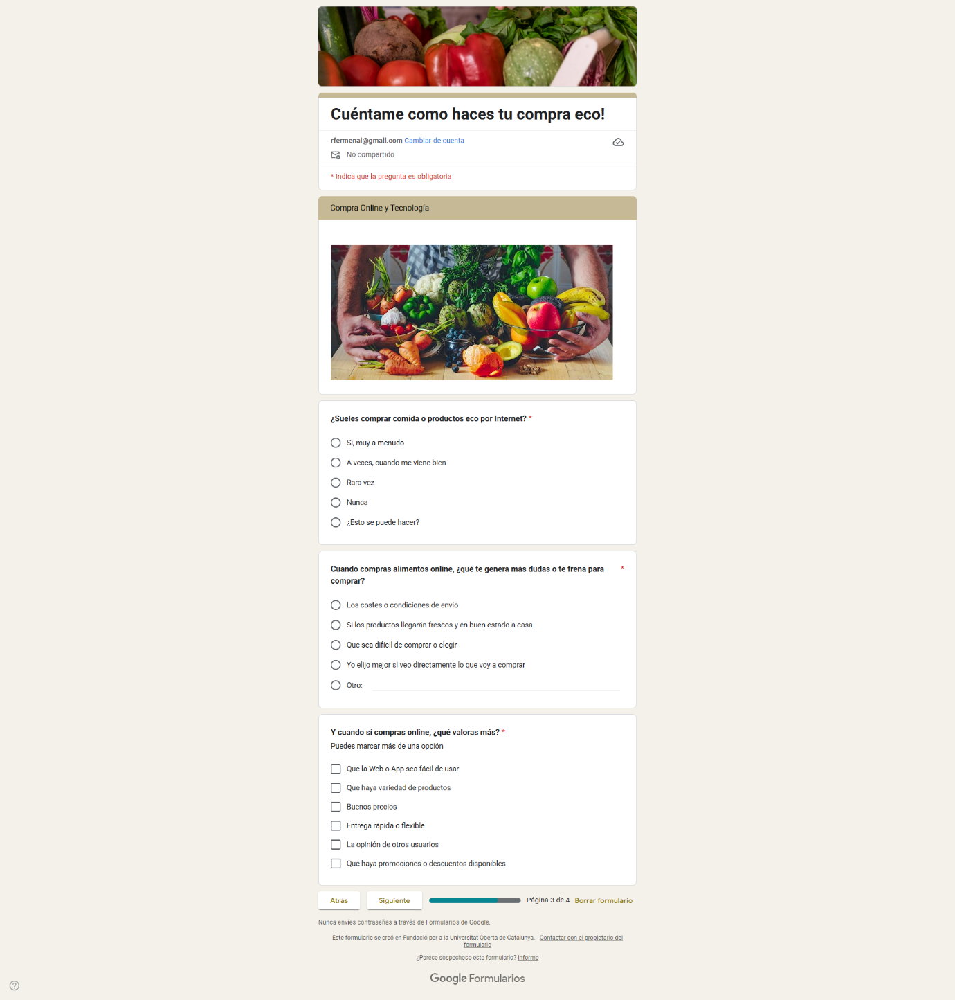 Cuéntame como haces tu compra eco!
rfermenal@gmail.com Cambiar de cuenta
No compartido
* Indica que la pregunta es obligatoria
Compra Online y Tecnología
¿Sueles comprar comida o productos eco por Internet? *
Sí, muy a menudo
A veces, cuando me viene bien
Rara vez
Nunca
¿Esto se puede hacer?
Cuando compras alimentos online, ¿qué te genera más dudas o te frena para *
comprar?
Los costes o condiciones de envío
Si los productos llegarán frescos y en buen estado a casa
Que sea difícil de comprar o elegir
Yo elijo mejor si veo directamente lo que voy a comprar
Otro:
Y cuando sí compras online, ¿qué valoras más? *
Puedes marcar más de una opción
Que la Web o App sea fácil de usar
Que haya variedad de productos
Buenos precios
Entrega rápida o flexible
La opinión de otros usuarios
Que haya promociones o descuentos disponibles
Atrás Siguiente Página 3 de 4 Borrar formulario
Nunca envíes contraseñas a través de Formularios de Google.
Este formulario se creó en Fundació per a la Universitat Oberta de Catalunya. - Contactar con el propietario del
formulario
¿Parece sospechoso este formulario? Informe
Google Formularios